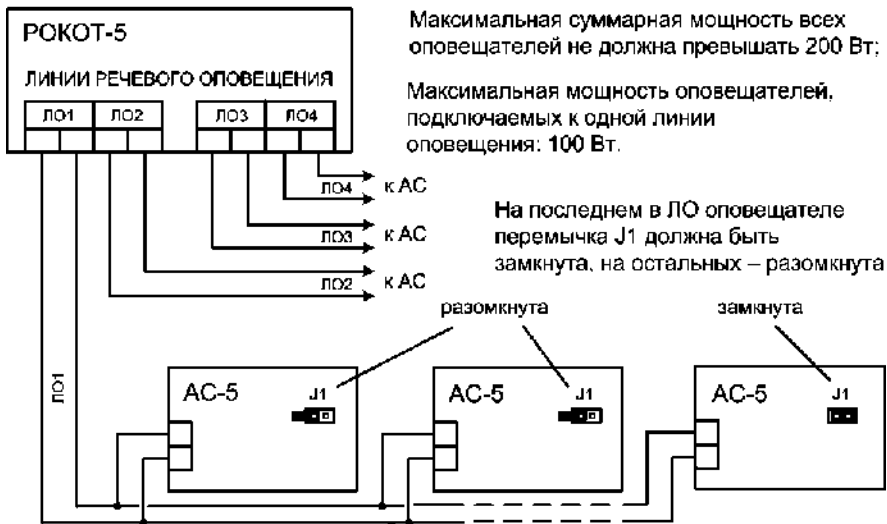 РОКОТ-5
ЛИНИИ РЕЧЕВОГО ОПОВЕЩЕНИЯ
ЛО1 ЛО2 ЛО3 ЛО4
Максимальная суммарная мощность всех
оповещателей не должна превышать 200 Вт;
Максимальная мощность оповещателей,
подключаемых к одной линии
оповещения: 100 Вт.
ЛО4 к АС
ЛО3 к АС
ЛО2 к АС
На последнем в ЛО оповещателе
перемычка J1 должна быть
замкнута, на остальных – разомкнута
разомкнута
замкнута
ЛО1
АС-5 J1
АС-5 J1
АС-5 J1